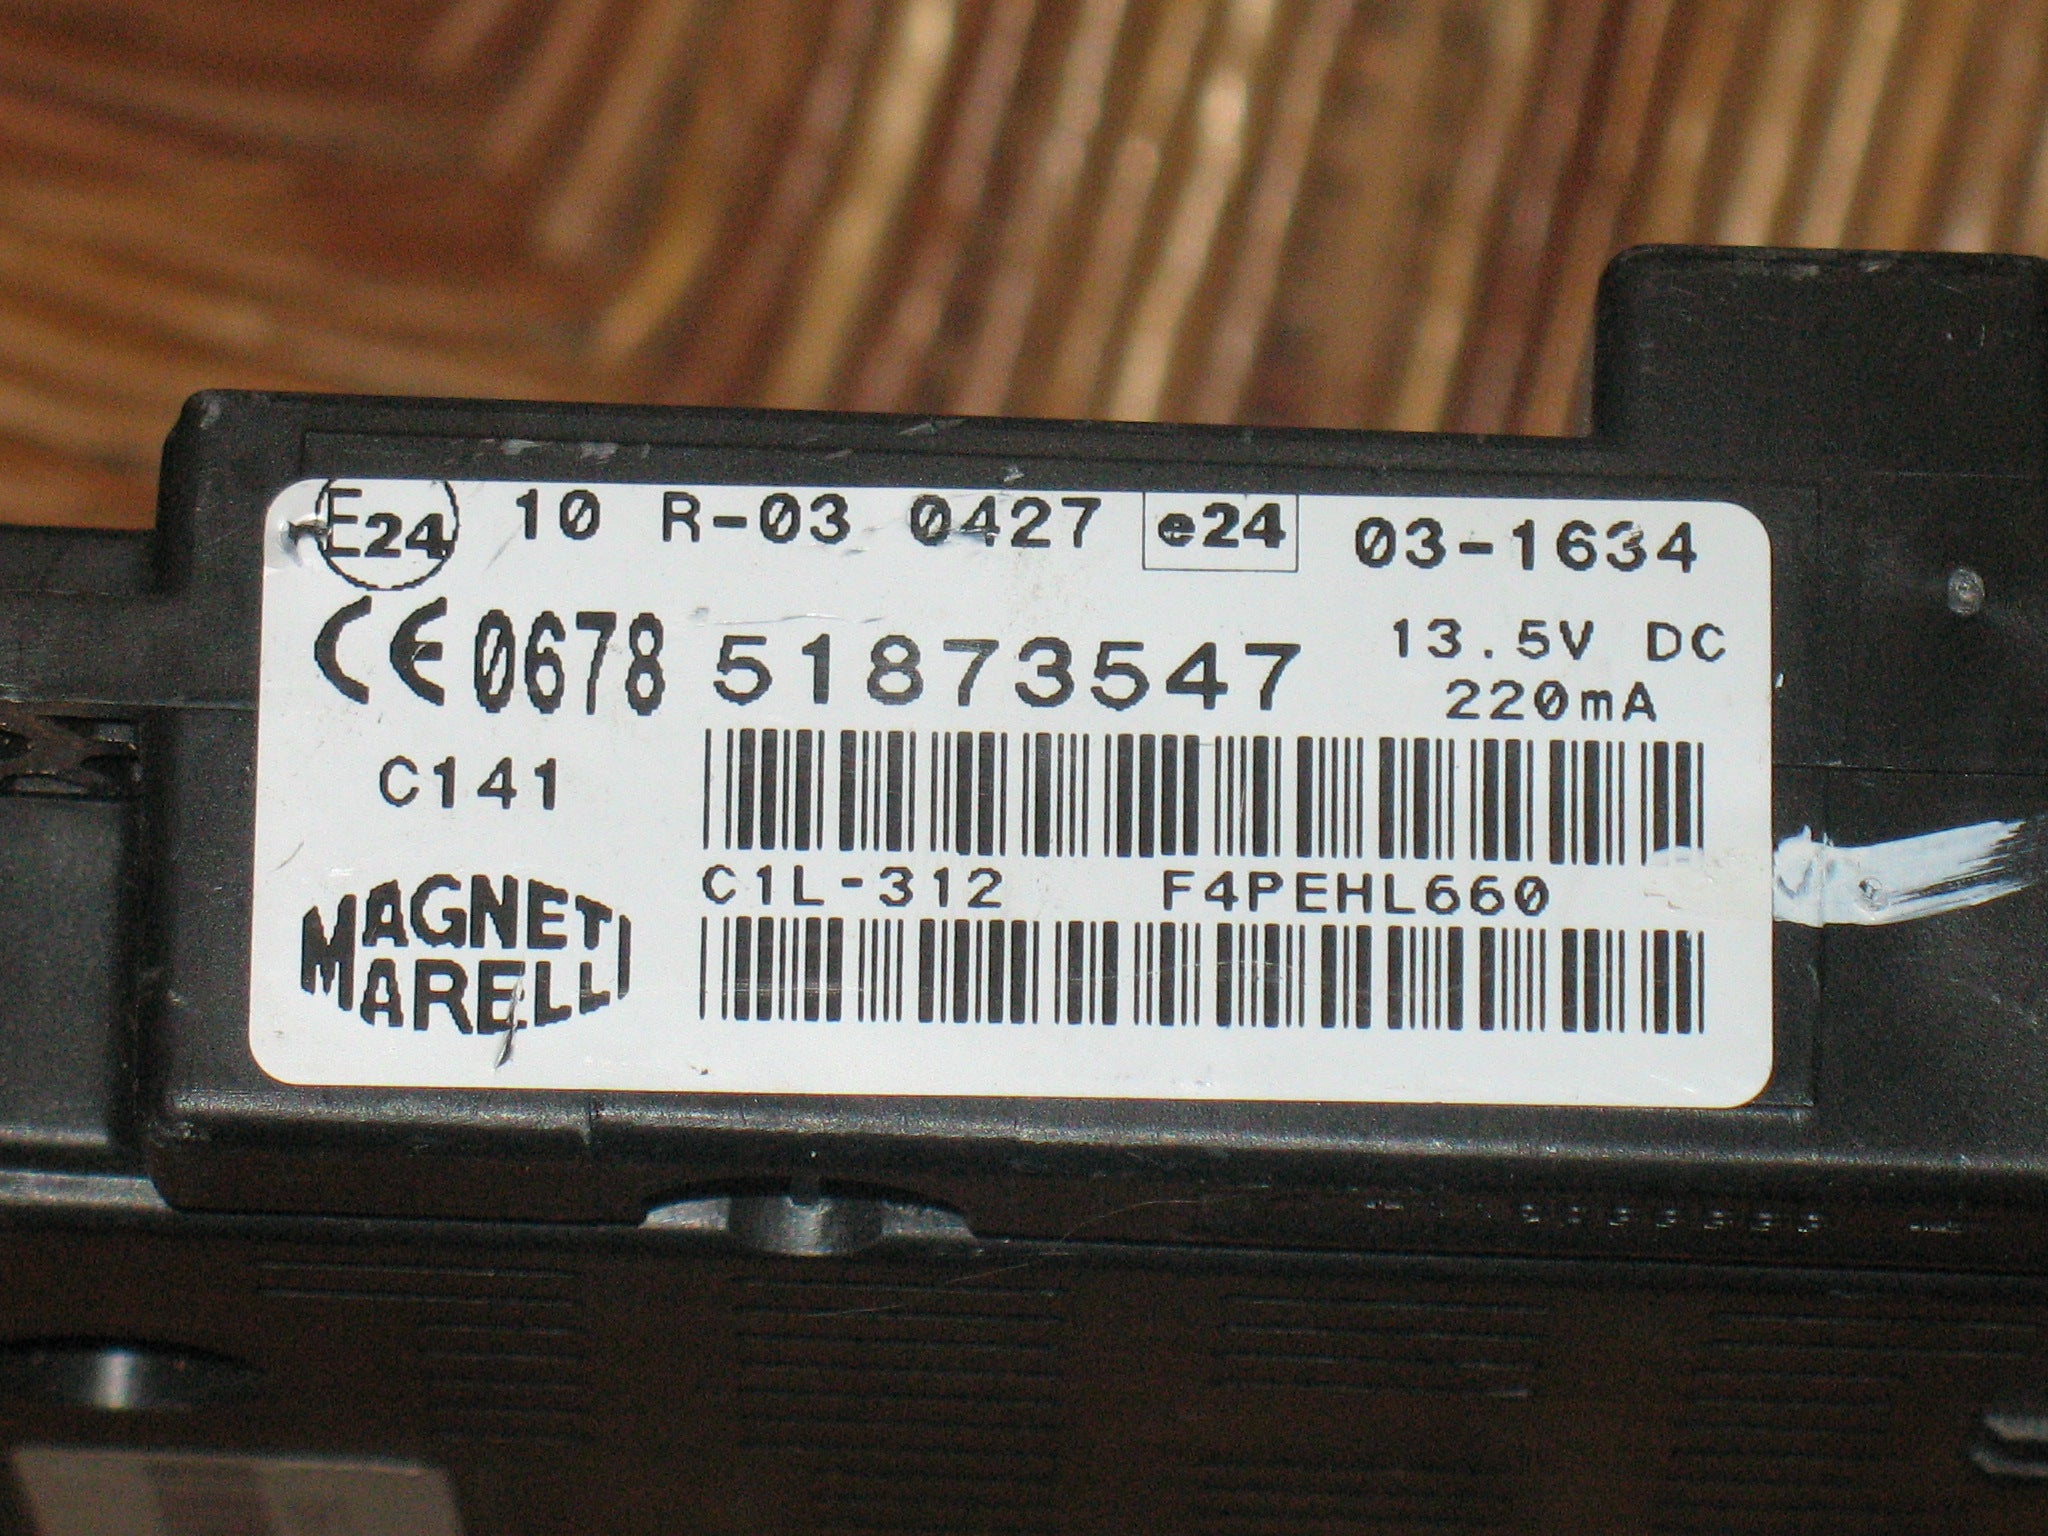 E24 10 R-03 0427 e24 03-1634
CE 0678 51873547 13.5V DC
220mA
C141
C1L-312 F4PEHL660
MAGNETI
MARELLI